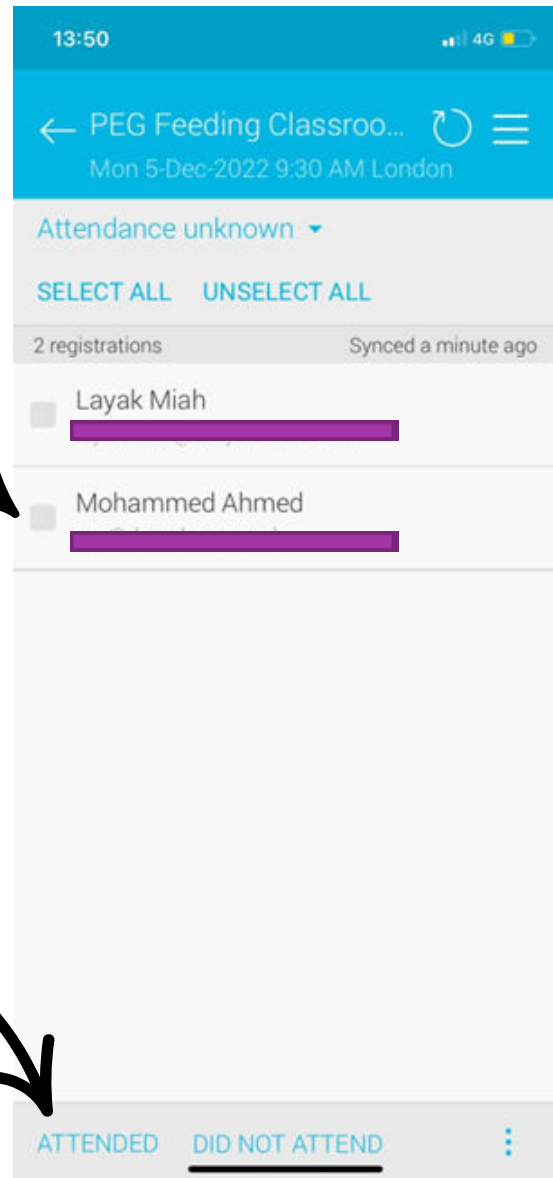 13:50 4G
PEG Feeding Classroo...
Mon 5-Dec-2022 9:30 AM London
Attendance unknown
SELECT ALL UNSELECT ALL
2 registrations Synced a minute ago
Layak Miah
Mohammed Ahmed
ATTENDED DID NOT ATTEND